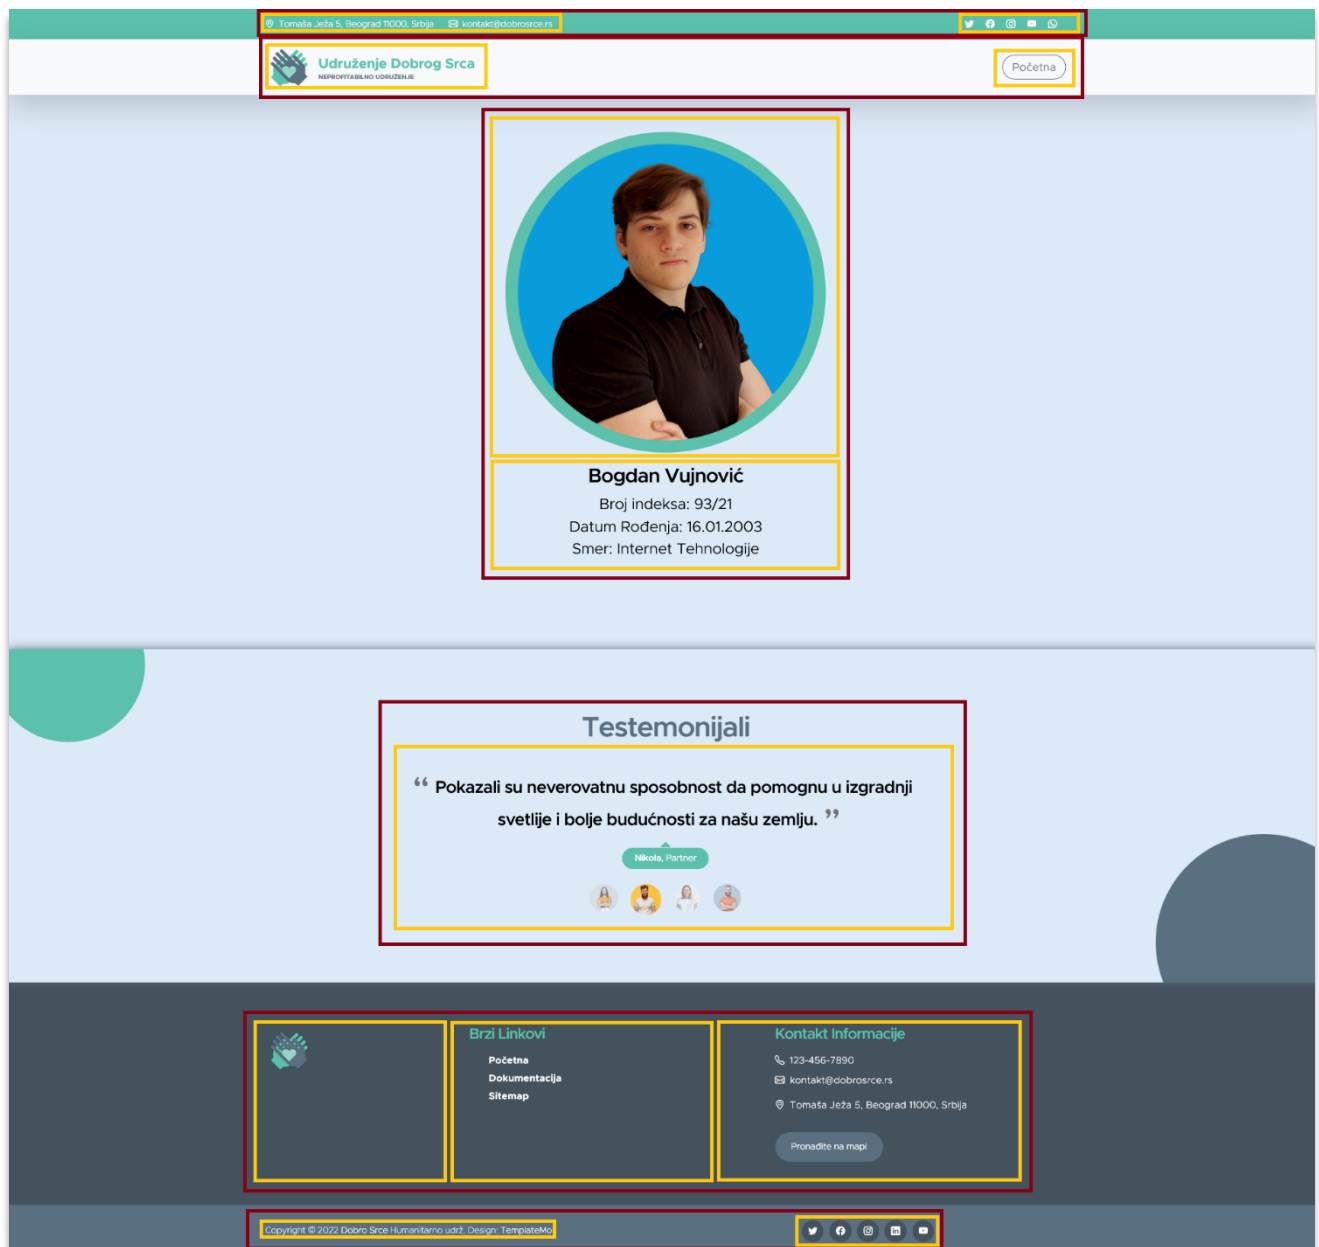 Tomaša Ježa 5, Beograd 11000, Srbija kontakt@dobrosrce.rs
Udruženje Dobrog Srca
NEPROFITABILNO UDRUŽENJE
Početna
Bogdan Vujnović
Broj indeksa: 93/21
Datum Rođenja: 16.01.2003
Smer: Internet Tehnologije
Testemonijali
“ Pokazali su neverovatnu sposobnost da pomognu u izgradnji
svetlije i bolje budućnosti za našu zemlju. ”
Nikola, Partner
Brzi Linkovi
Početna
Dokumentacija
Sitemap
Kontakt Informacije
123-456-7890
kontakt@dobrosrce.rs
Tomaša Ježa 5, Beograd 11000, Srbija
Pronađite na mapi
Copyright © 2022 Dobro Srce Humanitarno udrž. Design: TemplateMo